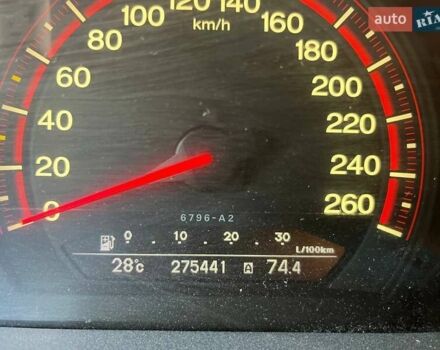 AUTO RIA
120 140
100 km/h 160
80 180
60 200
40 220
20 240
0 260
6796-A2
0 . 10 . 20 . 30
L/100km
28°C 275441 A 74.4